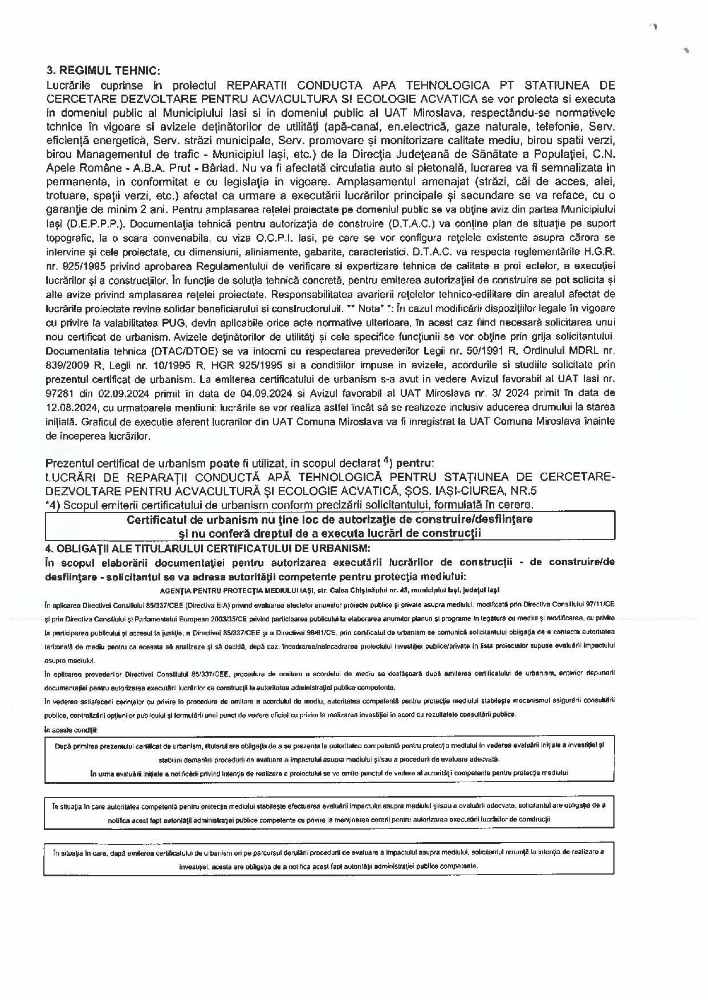 3. REGIMUL TEHNIC:
Lucrările cuprinse in proiectul REPARATII CONDUCTA APA TEHNOLOGICA PT STATIUNEA DE
CERCETARE DEZVOLTARE PENTRU ACVACULTURA SI ECOLOGIE ACVATICA se vor proiecta si executa
in domeniul public al Municipiului Iasi si in domeniul public al UAT Miroslava, respectându-se normativele
tchnice în vigoare si avizele deţinătorilor de utilităţi (apă-canal, en.electrică, gaze naturale, telefonie, Serv.
eficienţă energetică, Serv. străzi municipale, Serv. promovare şi monitorizare calitate mediu, birou spatii verzi,
birou Managementul de trafic - Municipiul Iaşi, etc.) de la Direcţia Judeţeană de Sănătate a Populaţiei, C.N.
Apele Române - A.B.A. Prut - Bârlad. Nu va fi afectată circulatia auto si pietonală, lucrarea va fi semnalizata in
permanenta, in conformitat e cu legislaţia in vigoare. Amplasamentul amenajat (străzi, căi de acces, alei,
trotuare, spaţii verzi, etc.) afectat ca urmare a executării lucrărilor principale şi secundare se va reface, cu o
garanţie de minim 2 ani. Pentru amplasarea reţelei proiectate pe domeniul public se va obţine aviz din partea Municipiului
Iaşi (D.E.P.P.P.). Documentaţia tehnică pentru autorizaţia de construire (D.T.A.C.) va conţine plan de situaţie pe suport
topografic, la o scara convenabila, cu viza O.C.P.I. Iasi, pe care se vor configura reţelele existente asupra cărora se
intervine şi cele proiectate, cu dimensiuni, aliniamente, gabarite, caracteristici. D.T.A.C. va respecta reglementările H.G.R.
nr. 925/1995 privind aprobarea Regulamentului de verificare si expertizare tehnica de calitate a proi ectelor, a execuţiei
lucrărilor şi a construcţiilor. În funcţie de soluţia tehnică concretă, pentru emiterea autorizaţiei de construire se pot solicita şi
alte avize privind amplasarea reţelei proiectate. Responsabilitatea avarierii reţelelor tehnico-edilitare din arealul afectat de
lucrările proiectate revine solidar beneficiarului si constructorului. ** Nota* *: În cazul modificării dispoziţiilor legale în vigoare
cu privire la valabilitatea PUG, devin aplicabile orice acte normative ulterioare, în acest caz fiind necesară solicitarea unui
nou certificat de urbanism. Avizele deţinătorilor de utilităţi şi cele specifice funcţiunii se vor obţine prin grija solicitantului.
Documentatia tehnica (DTAC/DTOE) se va intocmi cu respectarea prevederilor Legii nr. 50/1991 R, Ordinului MDRL nr.
839/2009 R, Legii nr. 10/1995 R, HGR 925/1995 si a conditiilor impuse in avizele, acordurile si studiile solicitate prin
prezentul certificat de urbanism. La emiterea certificatului de urbanism s-a avut in vedere Avizul favorabil al UAT Iasi nr.
97281 din 02.09.2024 primit în data de 04.09.2024 si Avizul favorabil al UAT Miroslava nr. 3/ 2024 primit în data de
12.08.2024, cu urmatoarele mentiuni: lucrările se vor realiza astfel încât să se realizeze inclusiv aducerea drumului la starea
iniţială. Graficul de executie aferent lucrarilor din UAT Comuna Miroslava va fi inregistrat la UAT Comuna Miroslava înainte
de începerea lucrărilor.
Prezentul certificat de urbanism poate fi utilizat, in scopul declarat 4) pentru:
LUCRĂRI DE REPARAŢII CONDUCTĂ APĂ TEHNOLOGICĂ PENTRU STAŢIUNEA DE CERCETARE-
DEZVOLTARE PENTRU ACVACULTURĂ ŞI ECOLOGIE ACVATICĂ, ŞOS. IAŞI-CIUREA, NR.5
*4) Scopul emiterii certificatului de urbanism conform precizării solicitantului, formulată în cerere.
Certificatul de urbanism nu ţine loc de autorizaţie de construire/desfiinţare
şi nu conferă dreptul de a executa lucrări de construcţii
4. OBLIGAŢII ALE TITULARULUI CERTIFICATULUI DE URBANISM:
În scopul elaborării documentaţiei pentru autorizarea executării lucrărilor de construcţii - de construire/de
desfiinţare - solicitantul se va adresa autorităţii competente pentru protecţia mediului:
AGENŢIA PENTRU PROTECŢIA MEDIULUI IAŞI, str. Calea Chişinăului nr. 43, municipiul Iaşi, judeţul Iaşi
În aplicarea Directivei Consiliului 85/337/CEE (Directiva EIA) privind evaluarea efectelor anumitor proiecte publice şi private asupra mediului, modificată prin Directiva Consiliului 97/11/CE
şi prin Directiva Consiliului şi Parlamentului European 2003/35/CE privind participarea publicului la elaborarea anumitor planuri şi programe în legătură cu mediul şi modificarea, cu privire
la participarea publicului şi accesul la justiţie, a Directivei 85/337/CEE şi a Directivei 96/61/CE, prin certificatul de urbanism se comunică solicitantului obligaţia de a contacta autoritatea
teritorială de mediu pentru ca aceasta să analizeze şi să decidă, după caz, încadrarea/neîncadrarea proiectului investiţiei publice/private în lista proiectelor supuse evaluării impactului
asupra mediului.
În aplicarea prevederilor Directivei Consiliului 85/337/CEE, procedura de emitere a acordului de mediu se desfăşoară după emiterea certificatului de urbanism, anterior depunerii
documentaţiei pentru autorizarea executării lucrărilor de construcţii la autoritatea administraţiei publice competente.
În vederea satisfacerii cerinţelor cu privire la procedura de emitere a acordului de mediu, autoritatea competentă pentru protecţia mediului stabileşte mecanismul asigurării consultării
publice, centralizării opţiunilor publicului şi formulării unui punct de vedere oficial cu privire la realizarea investiţiei în acord cu rezultatele consultării publice.
În aceste condiţii:
După primirea prezentului certificat de urbanism, titularul are obligaţia de a se prezenta la autoritatea competentă pentru protecţia mediului în vederea evaluării iniţiale a investiţiei şi
stabilirii demarării procedurii de evaluare a impactului asupra mediului şi/sau a procedurii de evaluare adecvată.
În urma evaluării iniţiale a notificării privind intenţia de realizare a proiectului se va emite punctul de vedere al autorităţii competente pentru protecţia mediului
În situaţia în care autoritatea competentă pentru protecţia mediului stabileşte efectuarea evaluării impactului asupra mediului şi/sau a evaluării adecvate, solicitantul are obligaţia de a
notifica acest fapt autorităţii administraţiei publice competente cu privire la menţinerea cererii pentru autorizarea executării lucrărilor de construcţii
În situaţia în care, după emiterea certificatului de urbanism ori pe parcursul derulării procedurii de evaluare a impactului asupra mediului, solicitantul renunţă la intenţia de realizare a
investiţiei, acesta are obligaţia de a notifica acest fapt autorităţii administraţiei publice competente.